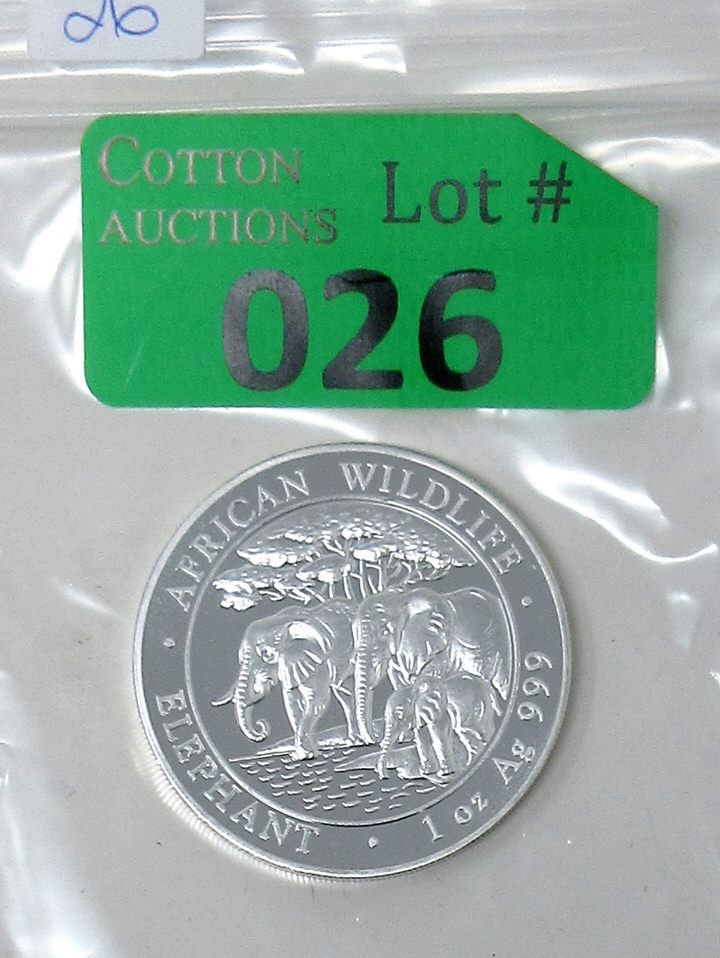 26
COTTON
AUCTIONS
Lot #
026
AFRICAN WILDLIFE
ELEPHANT
1 oz Ag 999